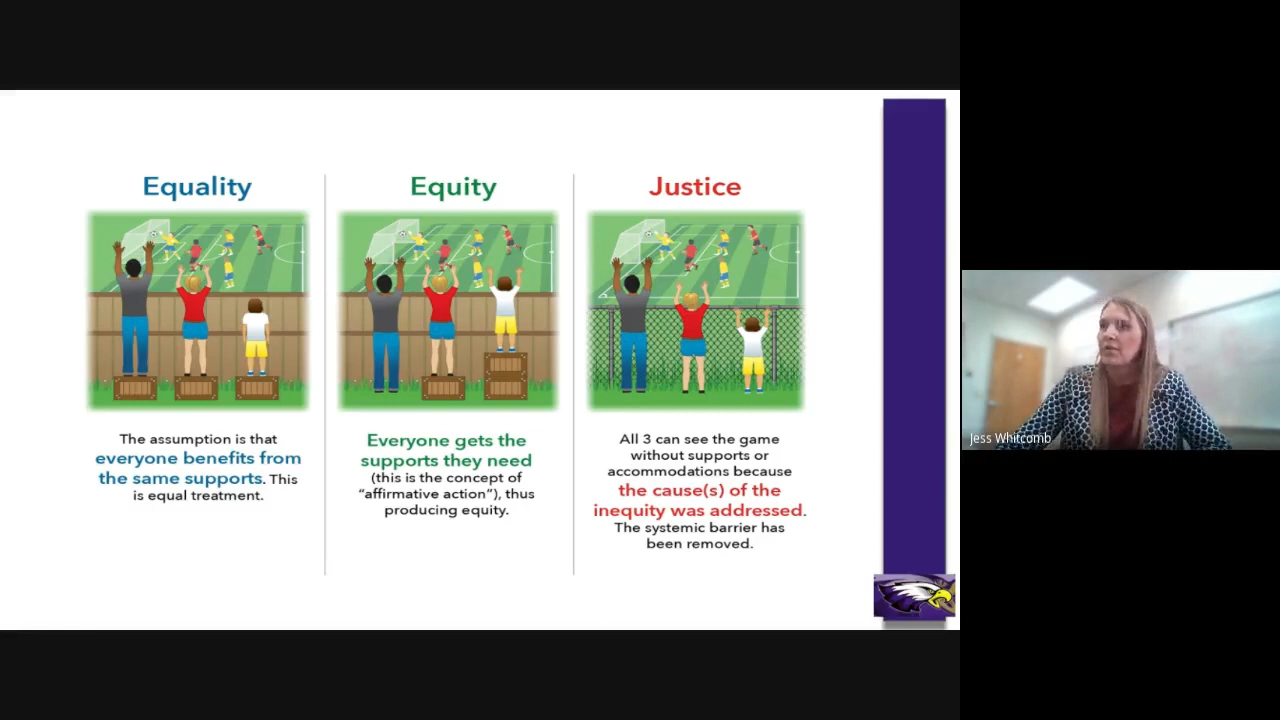 Equality
The assumption is that
everyone benefits from
the same supports. This
is equal treatment.
Equity
Everyone gets the
supports they need
(this is the concept of
“affirmative action”), thus
producing equity.
Justice
All 3 can see the game
without supports or
accommodations because
the cause(s) of the
inequity was addressed.
The systemic barrier has
been removed.
Jess Whitcomb